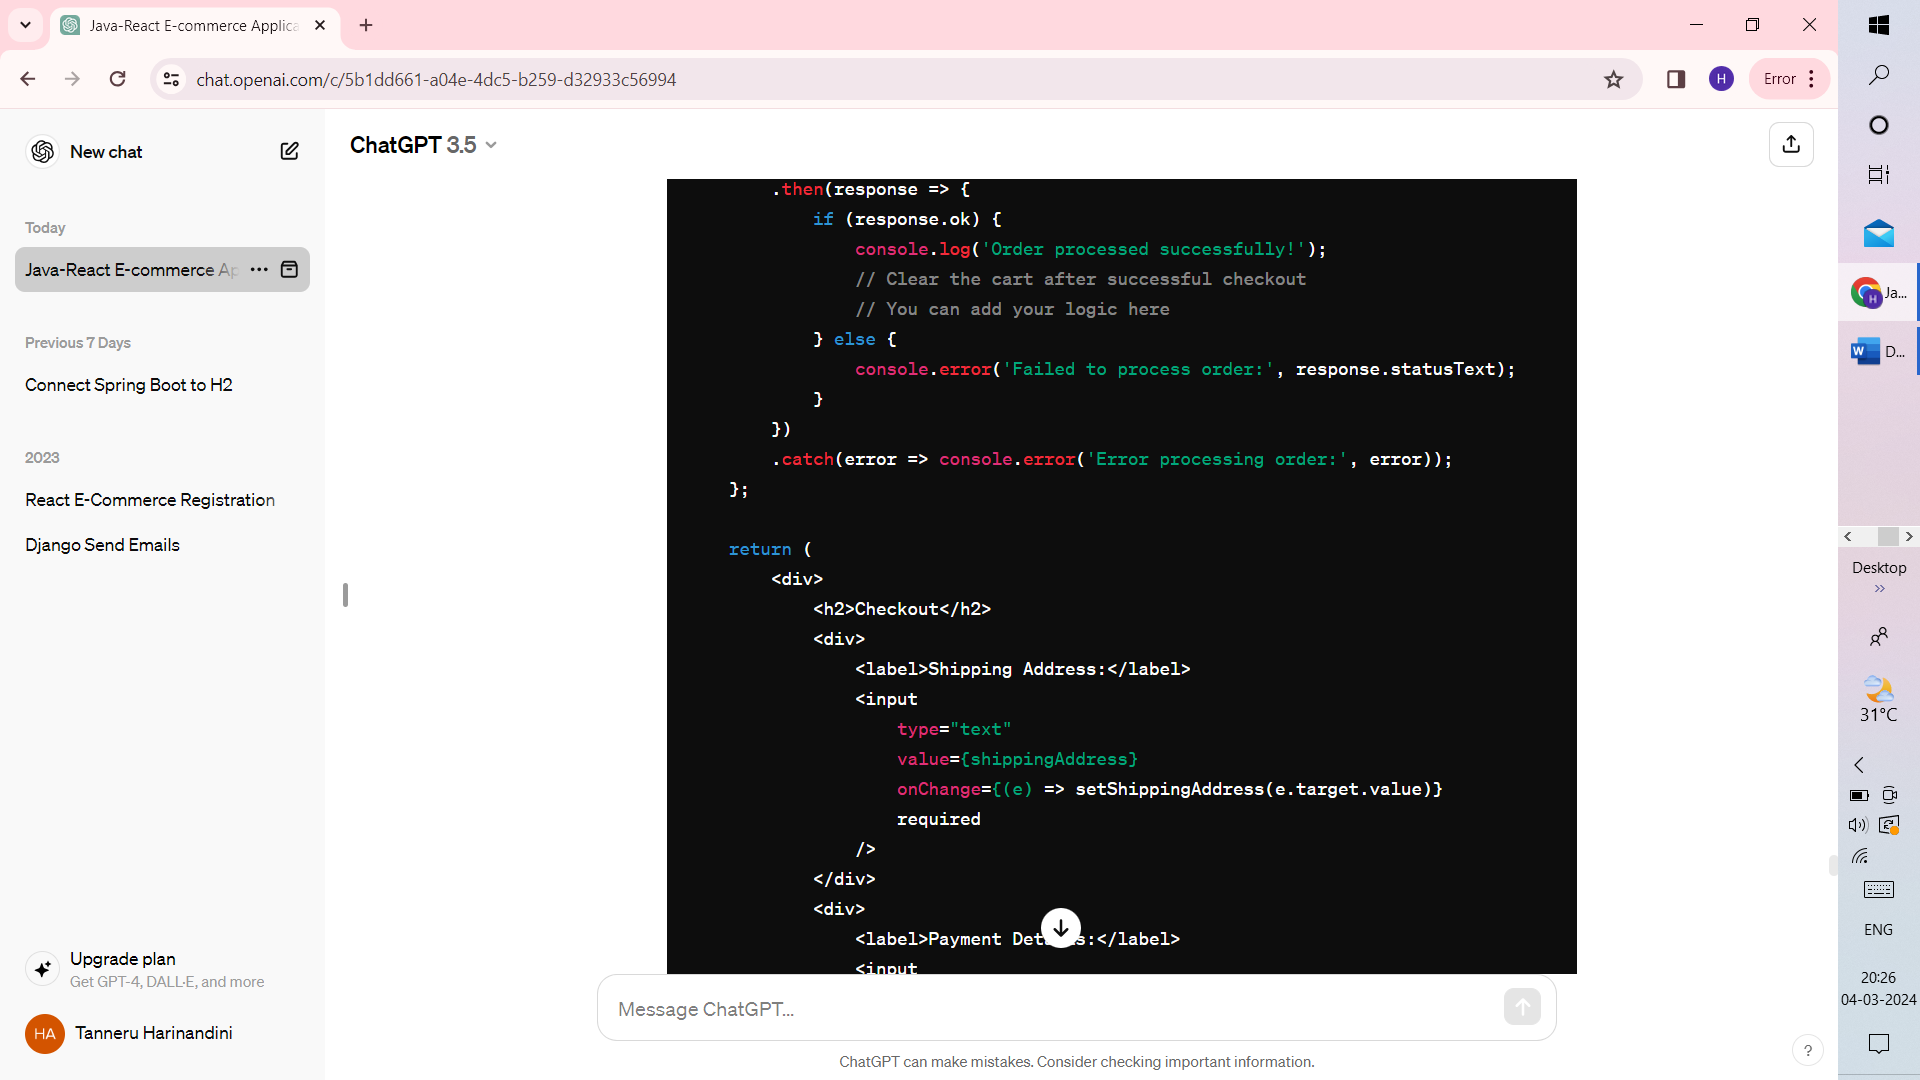 Java-React E-commerce Applica
chat.openai.com/c/5b1dd661-a04e-4dc5-b259-d32933c56994
H
Error
New chat
Today
Java-React E-commerce Ap
Previous 7 Days
Connect Spring Boot to H2
2023
React E-Commerce Registration
Django Send Emails
Upgrade plan
Get GPT-4, DALL·E, and more
HA
Tanneru Harinandini
ChatGPT 3.5
.then(response => {
if (response.ok) {
console.log('Order processed successfully!');
// Clear the cart after successful checkout
// You can add your logic here
} else {
console.error('Failed to process order:', response.statusText);
}
})
.catch(error => console.error('Error processing order:', error));
};
return (
<div>
<h2>Checkout</h2>
<div>
<label>Shipping Address:</label>
<input
type="text"
value={shippingAddress}
onChange={(e) => setShippingAddress(e.target.value)}
required
/>
</div>
<div>
<label>Payment Det s:</label>
<input
Message ChatGPT...
ChatGPT can make mistakes. Consider checking important information.
?
H
Ja...
W
D...
Desktop
31°C
ENG
20:26
04-03-2024